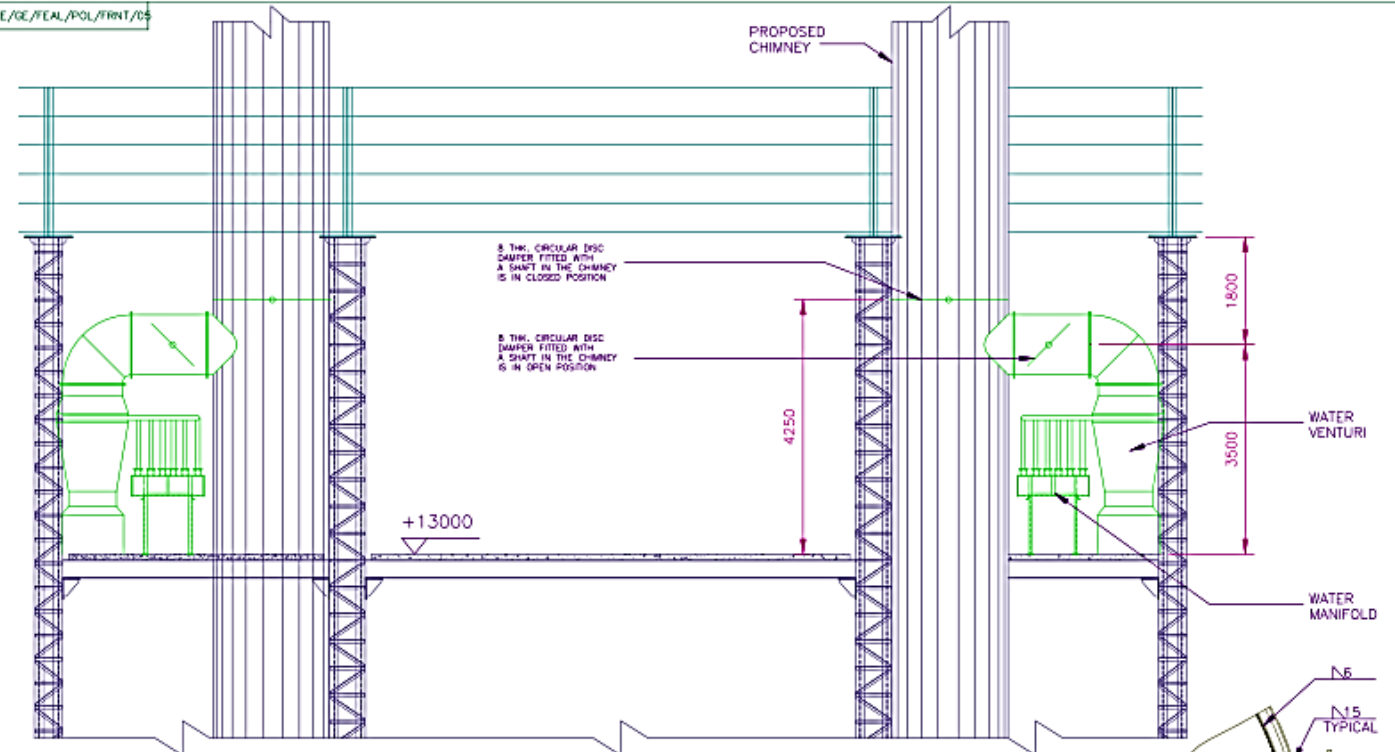 E/GE/FEAL/POL/FRNT/05
PROPOSED
CHIMNEY
8 THK. CIRCULAR DISC
DAMPER FITTED WITH
A SHAFT IN THE CHIMNEY
IS IN CLOSED POSITION
1800
8 THK. CIRCULAR DISC
DAMPER FITTED WITH
A SHAFT IN THE CHIMNEY
IS IN OPEN POSITION
4250
WATER
VENTURI
3500
+13000
WATER
MANIFOLD
N6
N15
TYPICAL